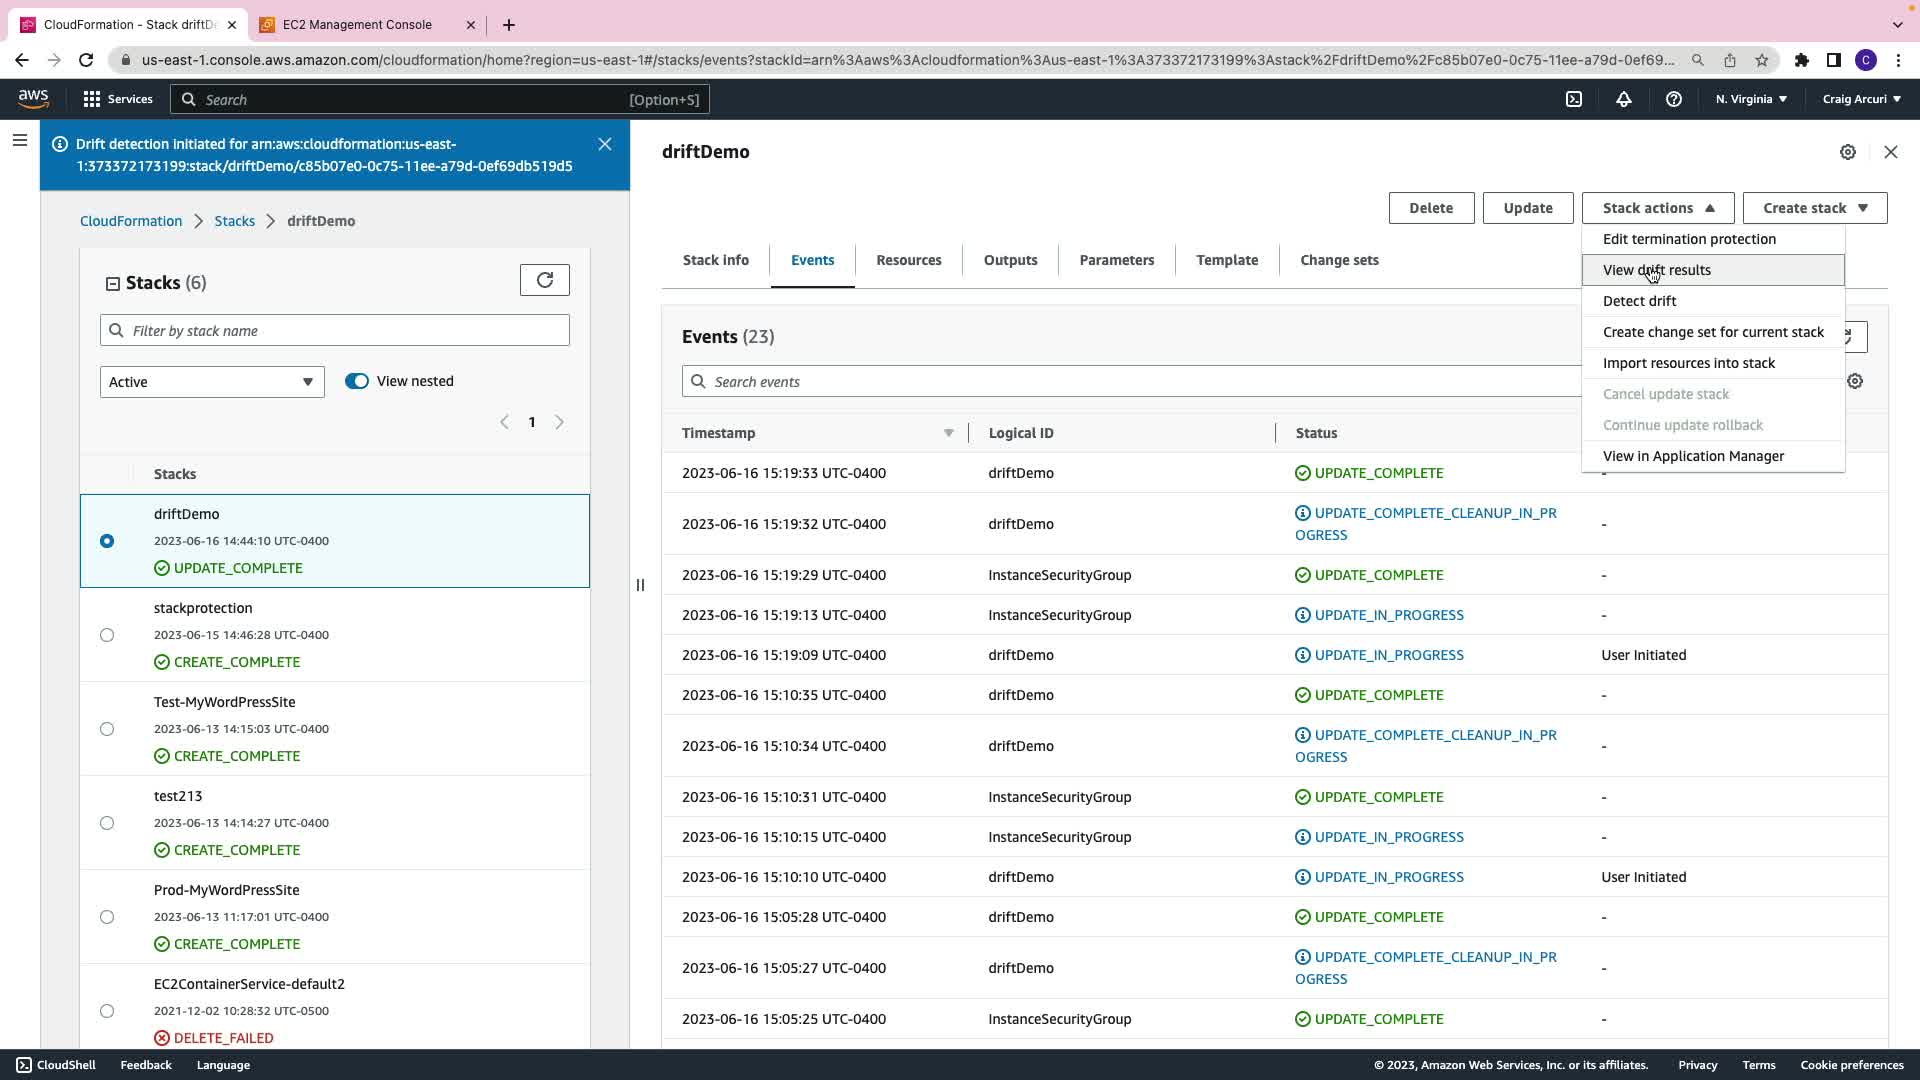 CloudFormation - Stack driftDe
EC2 Management Console
us-east-1.console.aws.amazon.com/cloudformation/home?region=us-east-1#/stacks/events?stackId=arn%3Aaws%3Acloudformation%3Aus-east-1%3A373372173199%3Astack%2FdriftDemo%2Fc85b07e0-0c75-11ee-a79d-0ef69...
C
aws
Services
Search
[Option+S]
N. Virginia
Craig Arcuri
Drift detection initiated for arn:aws:cloudformation:us-east-
1:373372173199:stack/driftDemo/c85b07e0-0c75-11ee-a79d-0ef69db519d5
CloudFormation
Stacks
driftDemo
Stacks (6)
Filter by stack name
Active
View nested
1
Stacks
driftDemo
2023-06-16 14:44:10 UTC-0400
UPDATE_COMPLETE
stackprotection
2023-06-15 14:46:28 UTC-0400
CREATE_COMPLETE
Test-MyWordPressSite
2023-06-13 14:15:03 UTC-0400
CREATE_COMPLETE
test213
2023-06-13 14:14:27 UTC-0400
CREATE_COMPLETE
Prod-MyWordPressSite
2023-06-13 11:17:01 UTC-0400
CREATE_COMPLETE
EC2ContainerService-default2
2021-12-02 10:28:32 UTC-0500
DELETE_FAILED
driftDemo
Delete
Update
Stack actions
Create stack
Edit termination protection
View drift results
Detect drift
Create change set for current stack
Import resources into stack
Cancel update stack
Continue update rollback
View in Application Manager
Stack info
Events
Resources
Outputs
Parameters
Template
Change sets
Events (23)
Search events
Timestamp
Logical ID
Status
2023-06-16 15:19:33 UTC-0400 driftDemo UPDATE_COMPLETE -
2023-06-16 15:19:32 UTC-0400 driftDemo UPDATE_COMPLETE_CLEANUP_IN_PR
OGRESS -
2023-06-16 15:19:29 UTC-0400 InstanceSecurityGroup UPDATE_COMPLETE -
2023-06-16 15:19:13 UTC-0400 InstanceSecurityGroup UPDATE_IN_PROGRESS -
2023-06-16 15:19:09 UTC-0400 driftDemo UPDATE_IN_PROGRESS User Initiated
2023-06-16 15:10:35 UTC-0400 driftDemo UPDATE_COMPLETE -
2023-06-16 15:10:34 UTC-0400 driftDemo UPDATE_COMPLETE_CLEANUP_IN_PR
OGRESS -
2023-06-16 15:10:31 UTC-0400 InstanceSecurityGroup UPDATE_COMPLETE -
2023-06-16 15:10:15 UTC-0400 InstanceSecurityGroup UPDATE_IN_PROGRESS -
2023-06-16 15:10:10 UTC-0400 driftDemo UPDATE_IN_PROGRESS User Initiated
2023-06-16 15:05:28 UTC-0400 driftDemo UPDATE_COMPLETE -
2023-06-16 15:05:27 UTC-0400 driftDemo UPDATE_COMPLETE_CLEANUP_IN_PR
OGRESS -
2023-06-16 15:05:25 UTC-0400 InstanceSecurityGroup UPDATE_COMPLETE -
CloudShell
Feedback
Language
© 2023, Amazon Web Services, Inc. or its affiliates.
Privacy
Terms
Cookie preferences